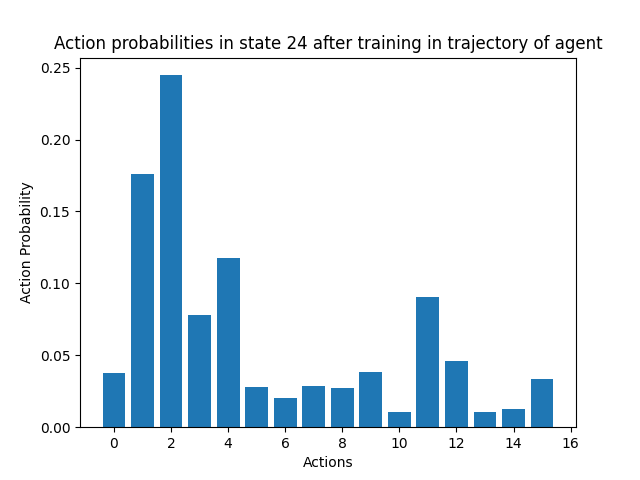 Action probabilities in state 24 after training in trajectory of agent
0.25
0.20
0.15
0.10
0.05
0.00
Action Probability
0 2 4 6 8 10 12 14 16
Actions